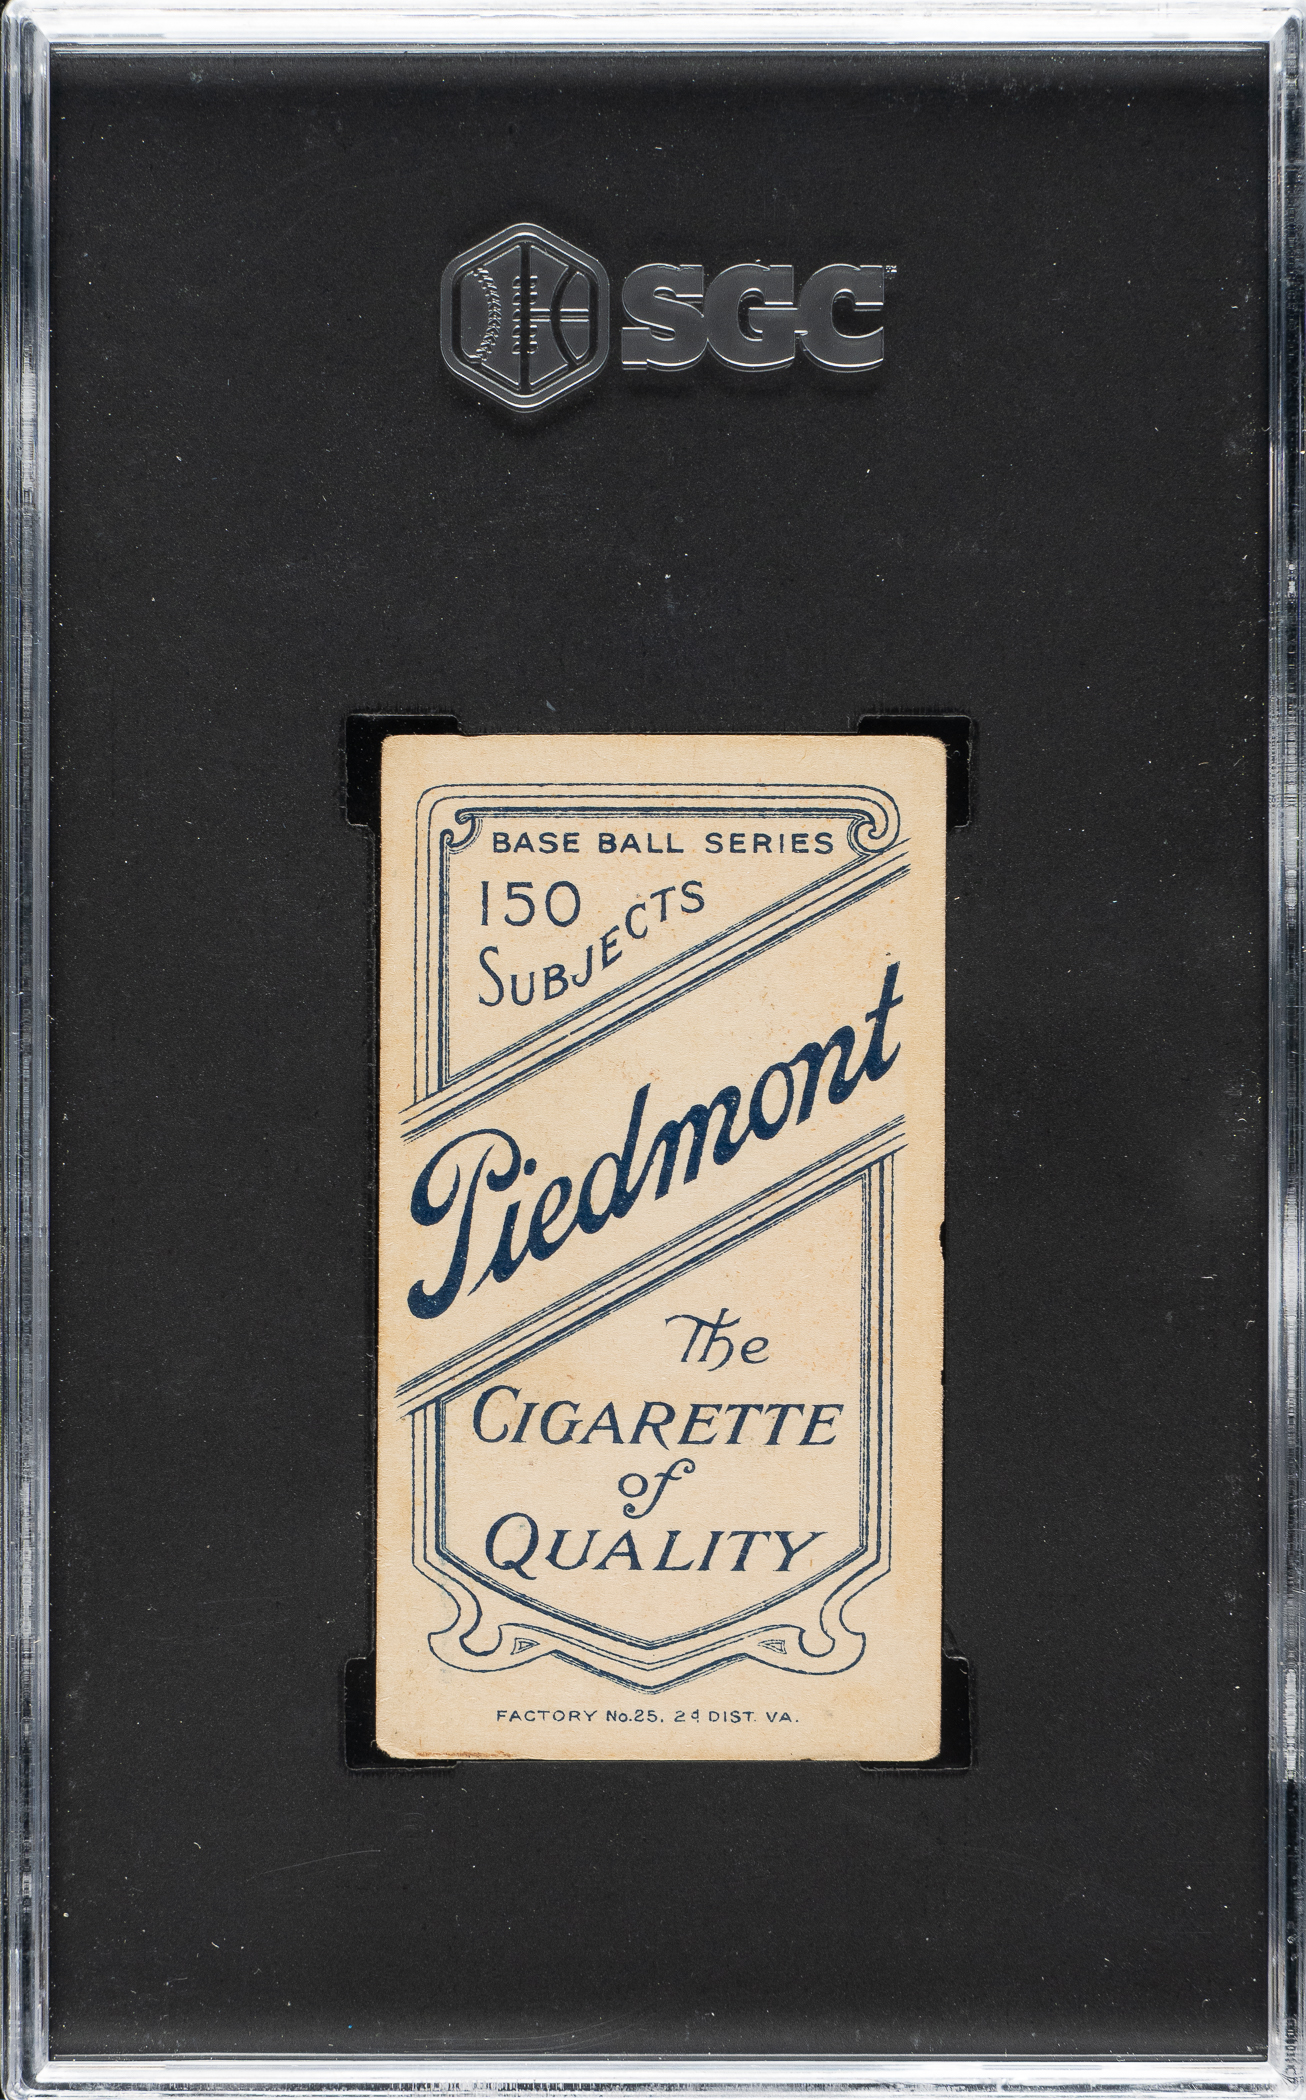 SGC
BASE BALL SERIES
150
SUBJECTS
Piedmont
The
CIGARETTE
of
QUALITY
FACTORY No.25, 2d DIST. VA.